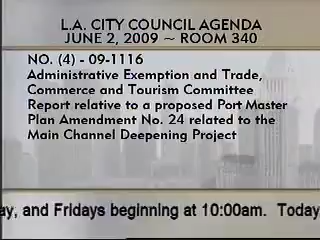 L.A. CITY COUNCIL AGENDA
JUNE 2, 2009 ~ ROOM 340
NO. (4) - 09-1116
Administrative Exemption and Trade,
Commerce and Tourism Committee
Report relative to a proposed Port Master
Plan Amendment No. 24 related to the
Main Channel Deepening Project
ay, and Fridays beginning at 10:00am. Today